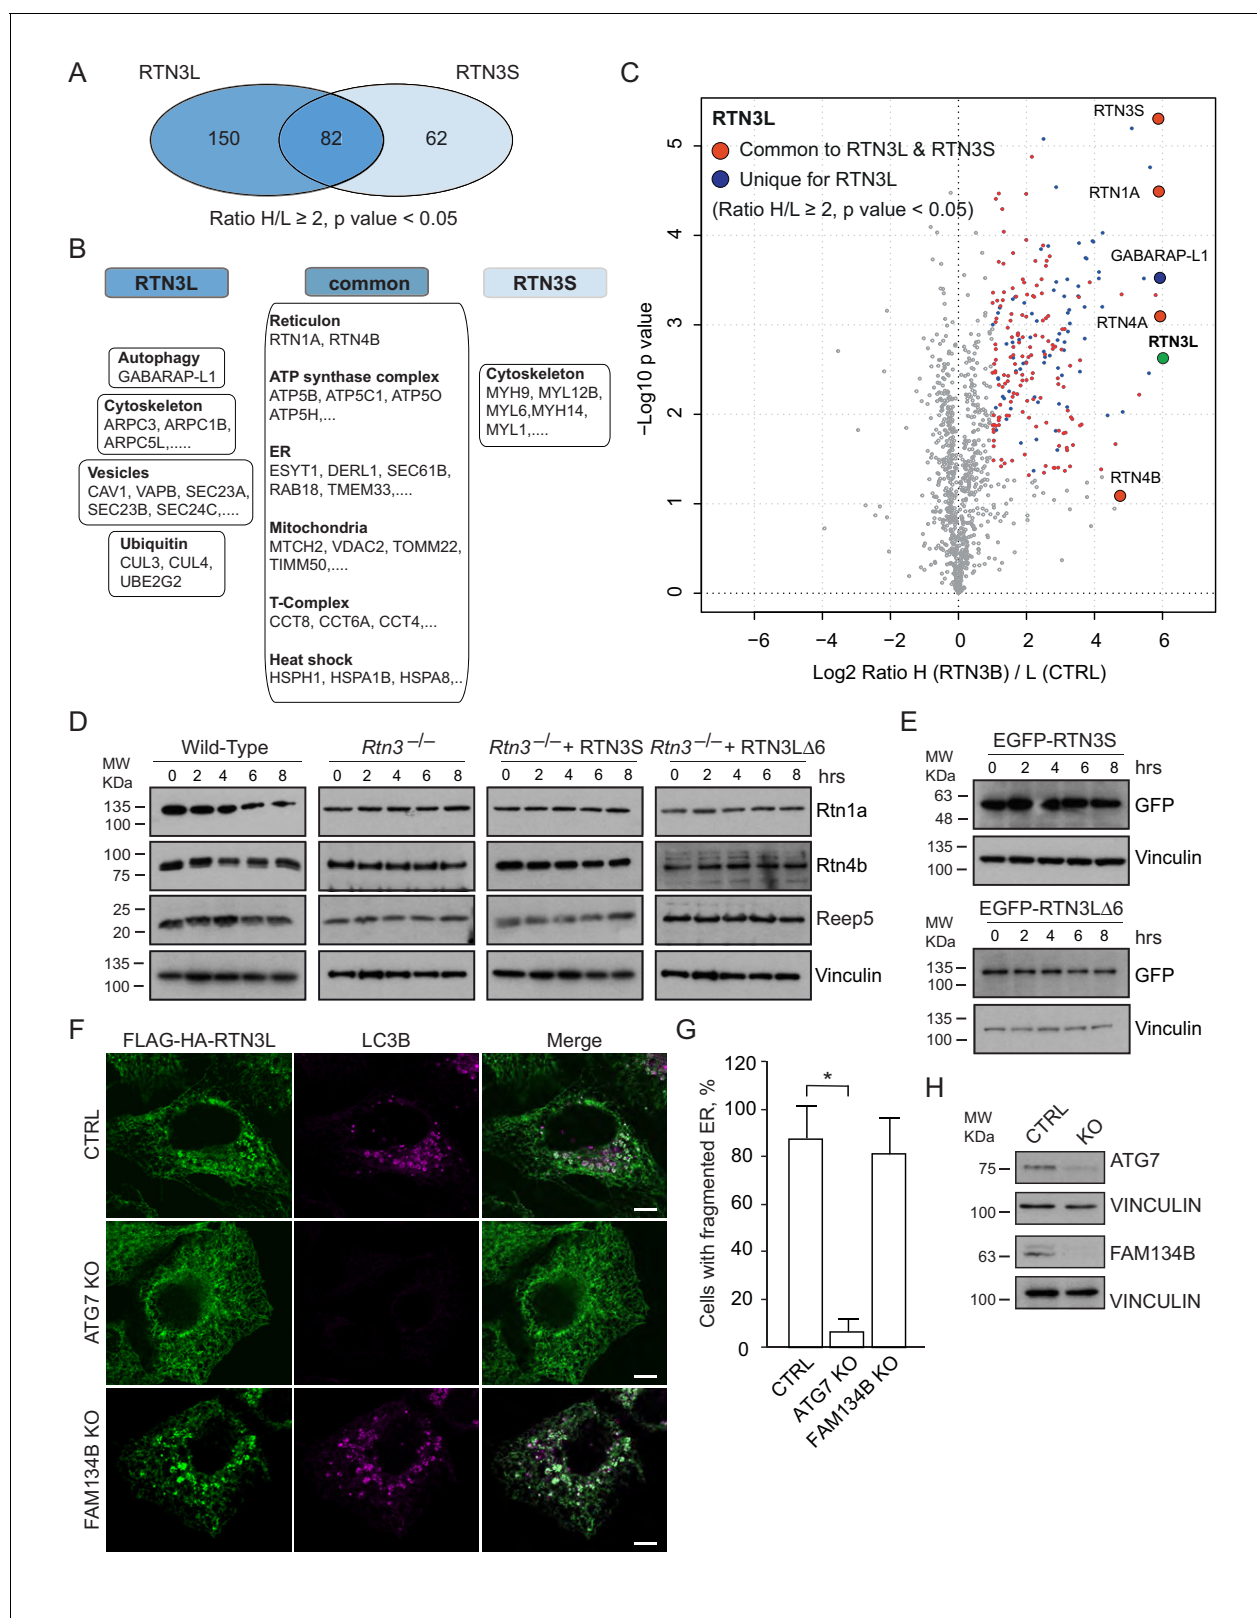 A
RTN3L
RTN3S
150
82
62
Ratio H/L ≥ 2, p value < 0.05
B
RTN3L
common
RTN3S
Autophagy
GABARAP-L1
Cytoskeleton
ARPC3, ARPC1B,
ARPC5L,.....
Vesicles
CAV1, VAPB, SEC23A,
SEC23B, SEC24C,....
Ubiquitin
CUL3, CUL4,
UBE2G2
Reticulon
RTN1A, RTN4B
ATP synthase complex
ATP5B, ATP5C1, ATP5O
ATP5H,...
ER
ESYT1, DERL1, SEC61B,
RAB18, TMEM33,....
Mitochondria
MTCH2, VDAC2, TOMM22,
TIMM50,....
T-Complex
CCT8, CCT6A, CCT4,...
Heat shock
HSPH1, HSPA1B, HSPA8,..
Cytoskeleton
MYH9, MYL12B,
MYL6,MYH14,
MYL1,....
C
RTN3L
Common to RTN3L & RTN3S
Unique for RTN3L
(Ratio H/L ≥ 2, p value < 0.05)
RTN3S
RTN1A
GABARAP-L1
RTN4A
RTN3L
RTN4B
−Log10 p value
5
4
3
2
1
0
−6 −4 −2 0 2 4 6
Log2 Ratio H (RTN3B) / L (CTRL)
D
Wild-Type
Rtn3 −/−
Rtn3 −/− + RTN3S
Rtn3 −/− + RTN3LΔ6
MW
KDa
0 2 4 6 8
0 2 4 6 8
0 2 4 6 8
0 2 4 6 8
hrs
135
100
Rtn1a
100
75
Rtn4b
25
20
Reep5
135
100
Vinculin
E
EGFP-RTN3S
MW
KDa
0 2 4 6 8
hrs
63
48
GFP
135
100
Vinculin
EGFP-RTN3LΔ6
MW
KDa
0 2 4 6 8
hrs
135
100
GFP
135
100
Vinculin
F
FLAG-HA-RTN3L
LC3B
Merge
CTRL
ATG7 KO
FAM134B KO
G
Cells with fragmented ER, %
120
100
80
60
40
20
0
*
CTRL
ATG7 KO
FAM134B KO
H
MW
KDa
CTRL
KO
75
ATG7
100
VINCULIN
63
FAM134B
100
VINCULIN